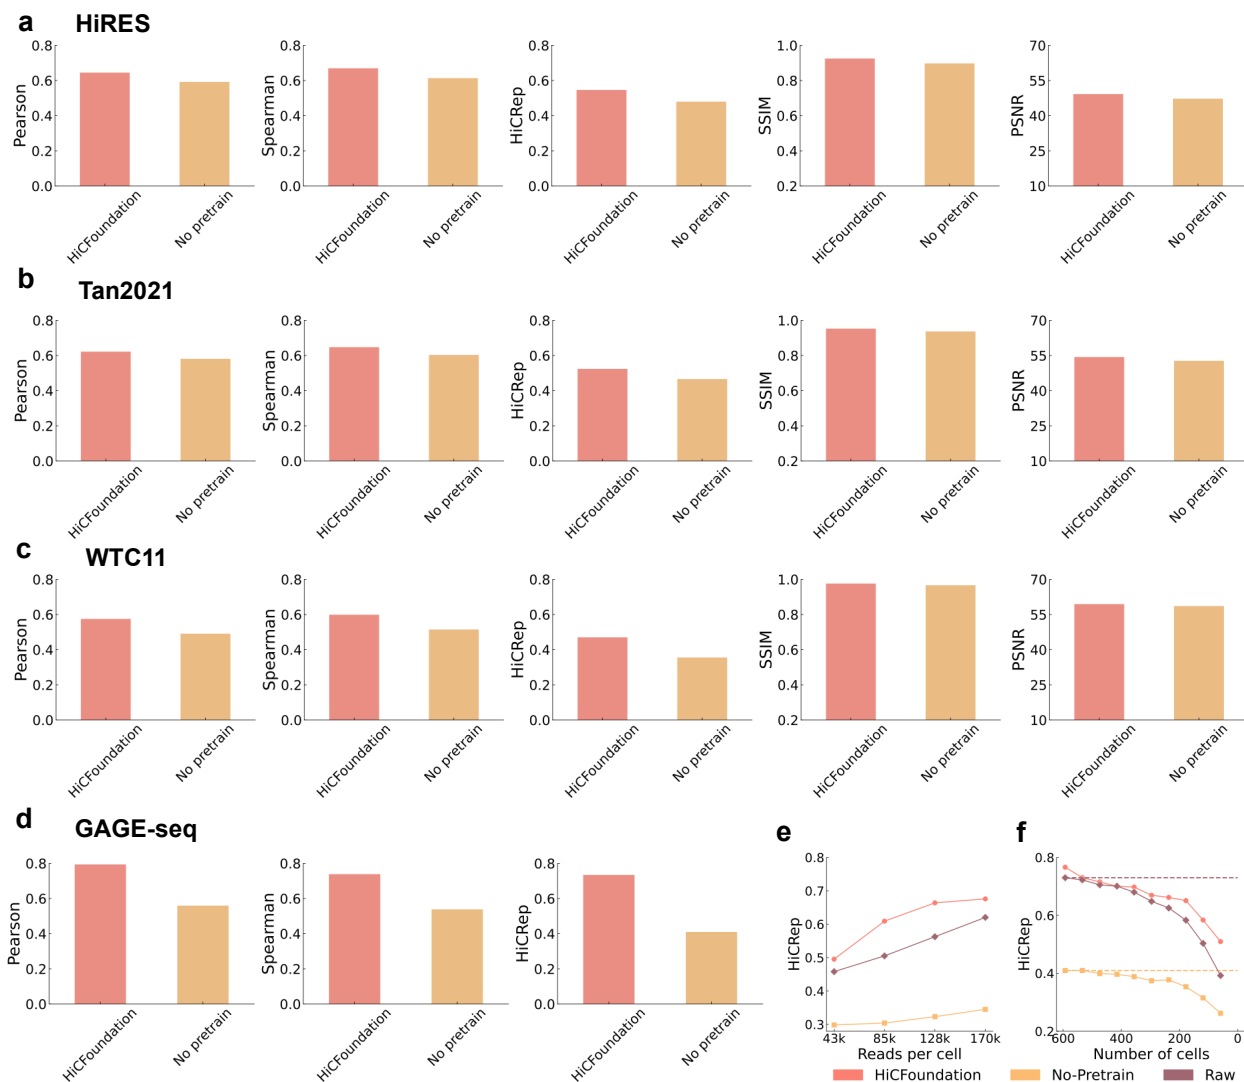 a HiRES
0.8 0.6 0.4 0.2 0.0 Pearson HiCFoundation No pretrain
0.8 0.6 0.4 0.2 0.0 Spearman HiCFoundation No pretrain
0.8 0.6 0.4 0.2 0.0 HiCRep HiCFoundation No pretrain
1.0 0.8 0.6 0.4 0.2 SSIM HiCFoundation No pretrain
70 55 40 25 10 PSNR HiCFoundation No pretrain
b Tan2021
0.8 0.6 0.4 0.2 0.0 Pearson HiCFoundation No pretrain
0.8 0.6 0.4 0.2 0.0 Spearman HiCFoundation No pretrain
0.8 0.6 0.4 0.2 0.0 HiCRep HiCFoundation No pretrain
1.0 0.8 0.6 0.4 0.2 SSIM HiCFoundation No pretrain
70 55 40 25 10 PSNR HiCFoundation No pretrain
c WTC11
0.8 0.6 0.4 0.2 0.0 Pearson HiCFoundation No pretrain
0.8 0.6 0.4 0.2 0.0 Spearman HiCFoundation No pretrain
0.8 0.6 0.4 0.2 0.0 HiCRep HiCFoundation No pretrain
1.0 0.8 0.6 0.4 0.2 SSIM HiCFoundation No pretrain
70 55 40 25 10 PSNR HiCFoundation No pretrain
d GAGE-seq
0.8 0.6 0.4 0.2 0.0 Pearson HiCFoundation No pretrain
0.8 0.6 0.4 0.2 0.0 Spearman HiCFoundation No pretrain
0.8 0.6 0.4 0.2 0.0 HiCRep HiCFoundation No pretrain
e
0.8 0.7 0.6 0.5 0.4 0.3 HiCRep
43k 85k 128k 170k
Reads per cell
f
0.8 0.6 0.4 0.2 HiCRep
600 400 200 0
Number of cells
HiCFoundation No-Pretrain Raw